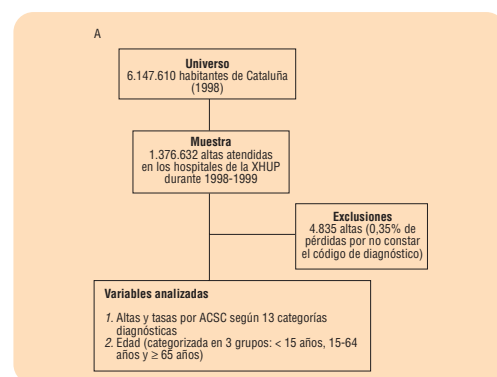 A
Universo
6.147.610 habitantes de Cataluña
(1998)
Muestra
1.376.632 altas atendidas
en los hospitales de la XHUP
durante 1998-1999
Exclusiones
4.835 altas (0,35% de
pérdidas por no constar
el código de diagnóstico)
Variables analizadas
1. Altas y tasas por ACSC según 13 categorías
diagnósticas
2. Edad (categorizada en 3 grupos: < 15 años, 15-64
años y ≥ 65 años)